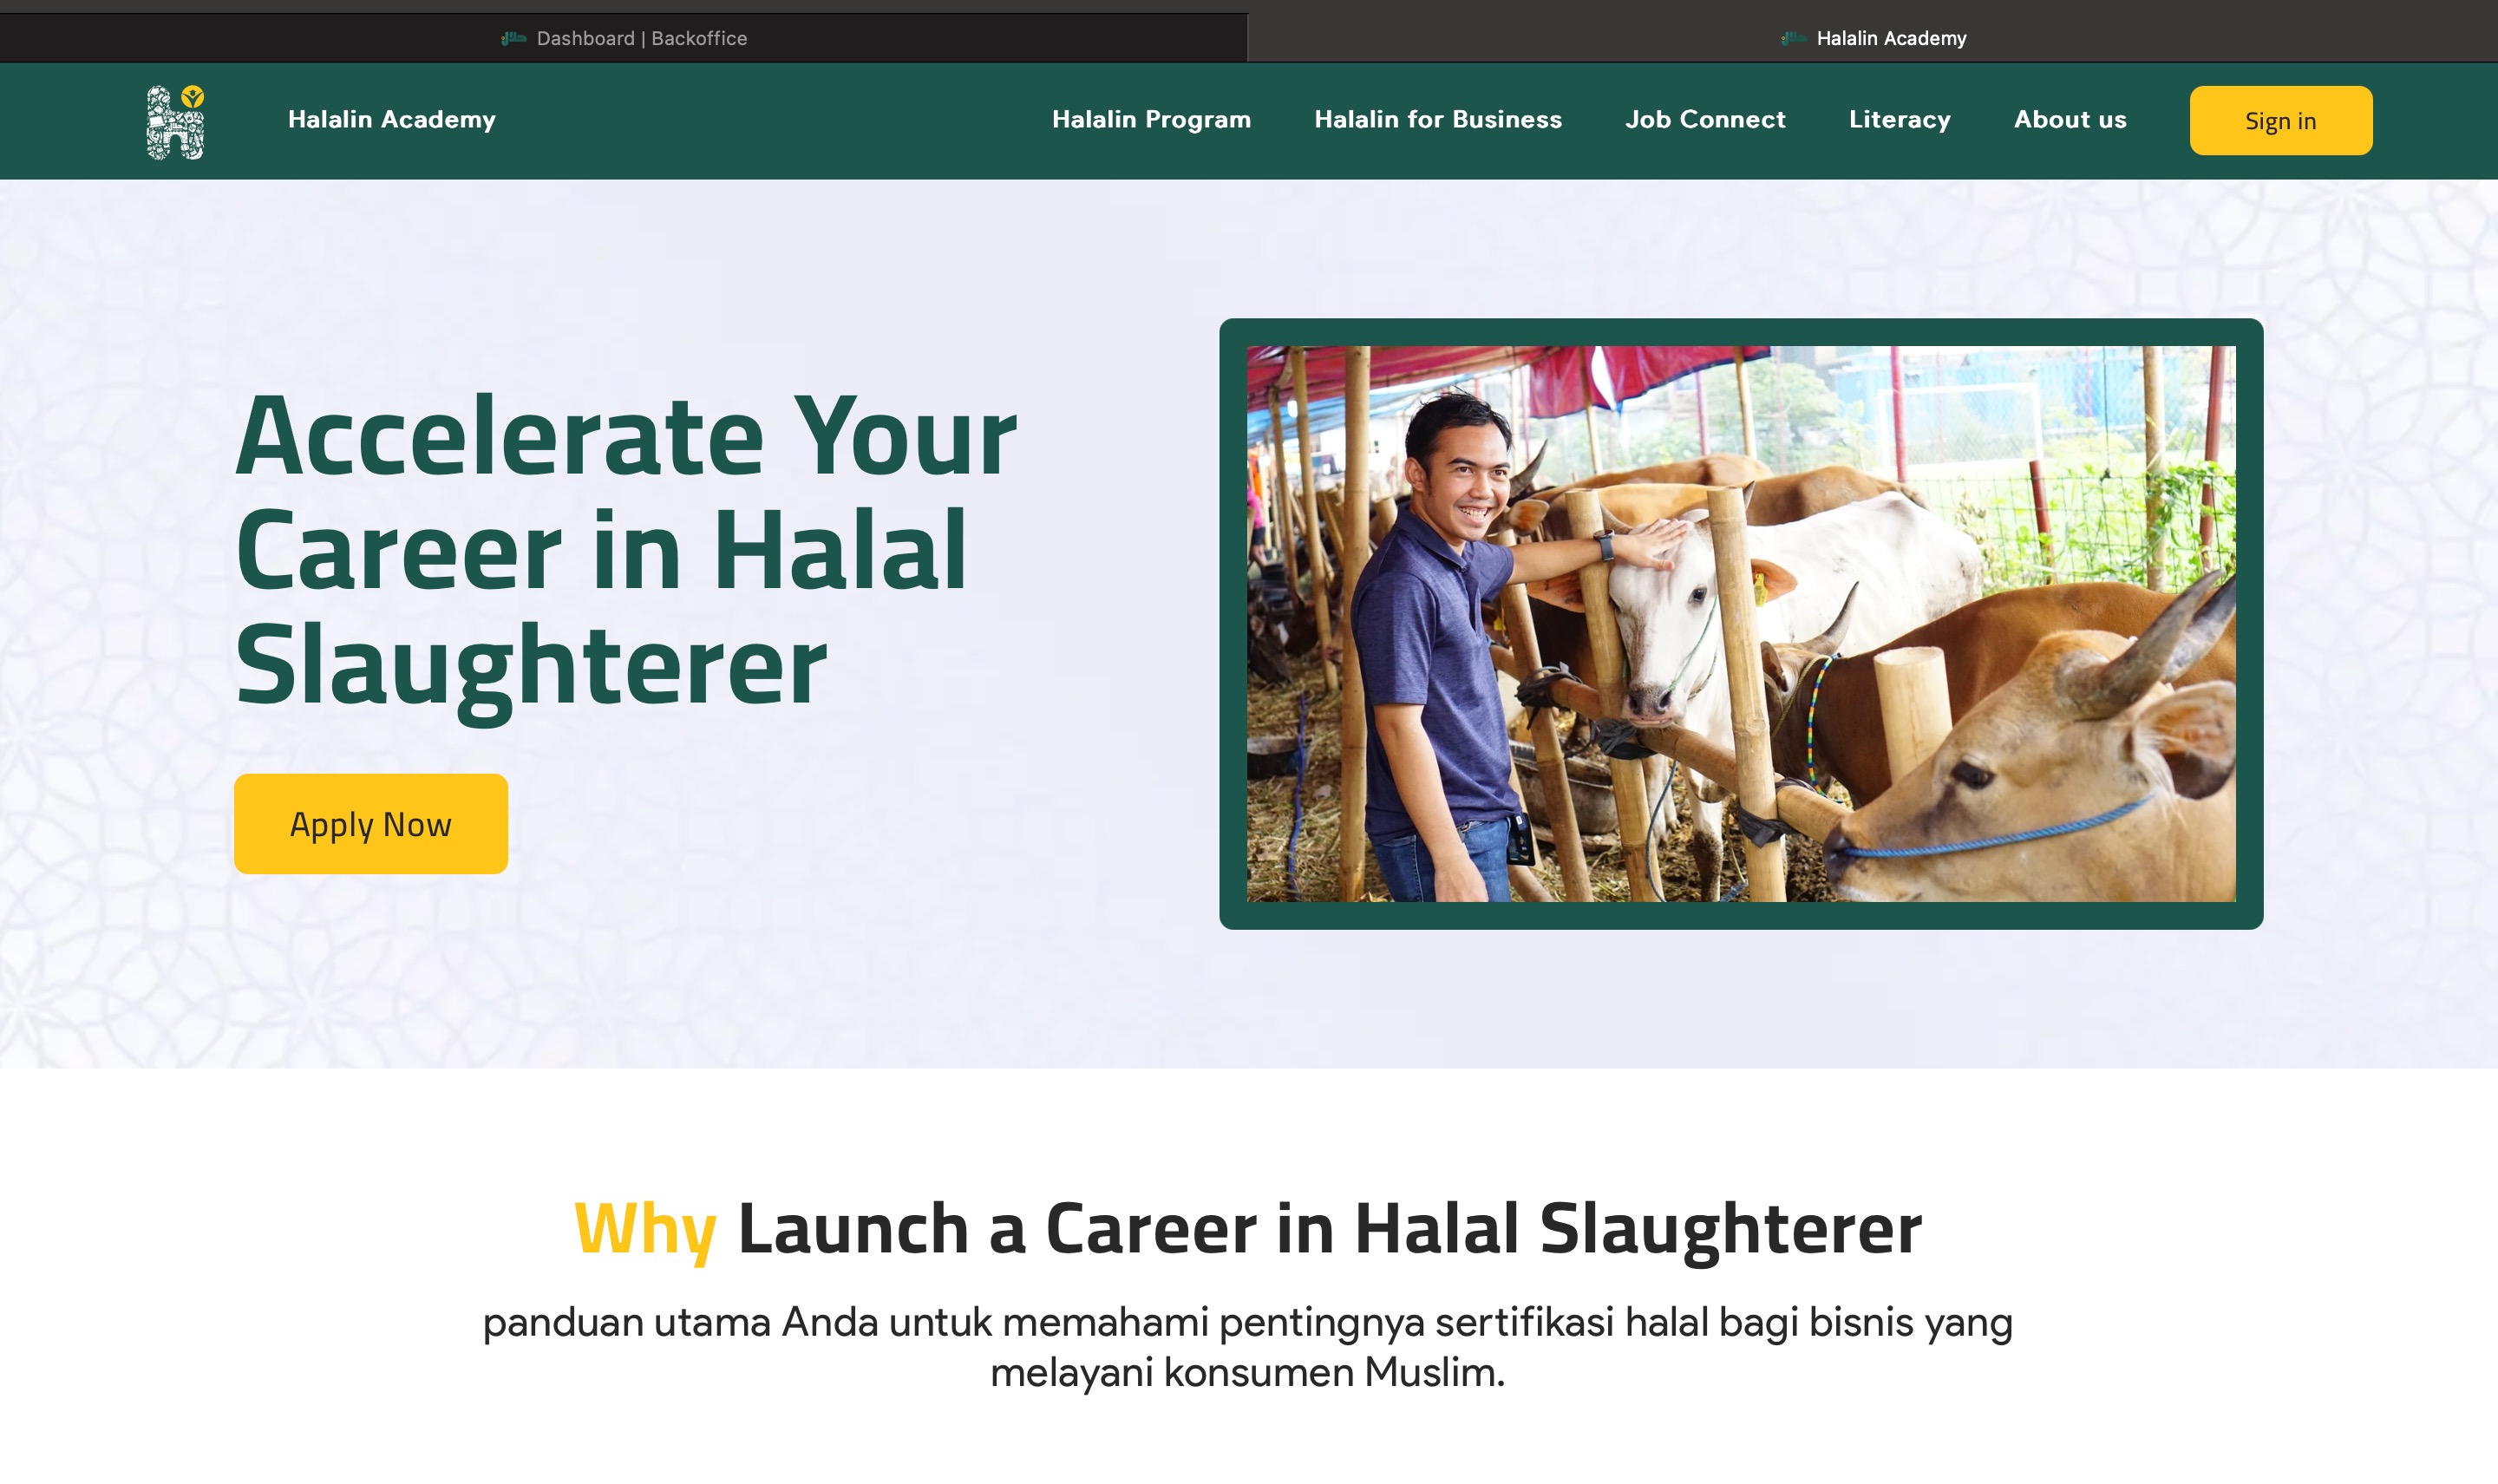 Dashboard | Backoffice
Halalin Academy
Halalin Academy
Halalin Program
Halalin for Business
Job Connect
Literacy
About us
Sign in
Accelerate Your
Career in Halal
Slaughterer
Apply Now
Why Launch a Career in Halal Slaughterer
panduan utama Anda untuk memahami pentingnya sertifikasi halal bagi bisnis yang
melayani konsumen Muslim.